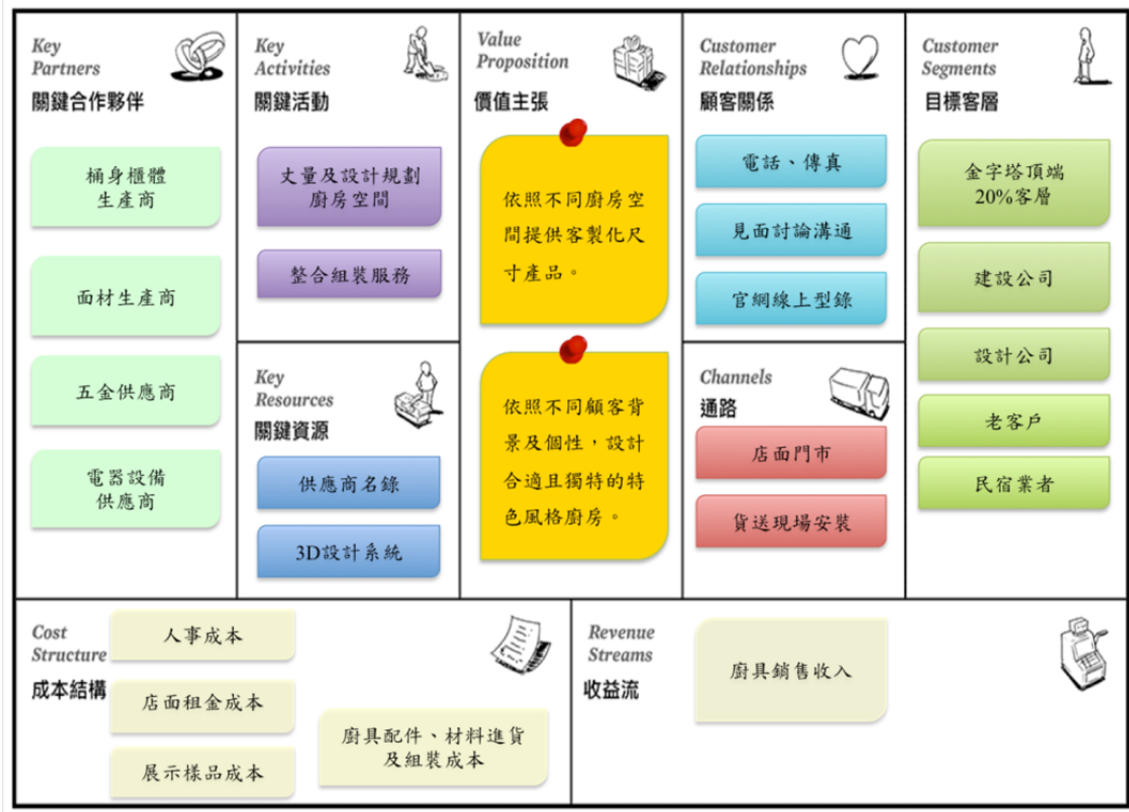 Key
Partners
關鍵合作夥伴
桶身櫃體
生產商
面材生產商
五金供應商
電器設備
供應商
Key
Activities
關鍵活動
丈量及設計規劃
廚房空間
整合組裝服務
Key
Resources
關鍵資源
供應商名錄
3D設計系統
Value
Proposition
價值主張
依照不同廚房空
間提供客製化尺
寸產品。
依照不同顧客背
景及個性，設計
合適且獨特的特
色風格廚房。
Customer
Relationships
顧客關係
電話、傳真
見面討論溝通
官網線上型錄
Channels
通路
店面門市
貨送現場安裝
Customer
Segments
目標客層
金字塔頂端
20%客層
建設公司
設計公司
老客戶
民宿業者
Cost
Structure
成本結構
人事成本
店面租金成本
展示樣品成本
廚具配件、材料進貨
及組裝成本
Revenue
Streams
收益流
廚具銷售收入